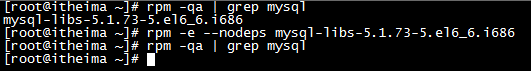 [root@itheima ~]# rpm -qa | grep mysql
mysql-libs-5.1.73-5.el6_6.i686
[root@itheima ~]# rpm -e --nodeps mysql-libs-5.1.73-5.el6_6.i686
[root@itheima ~]# rpm -qa | grep mysql
[root@itheima ~]#